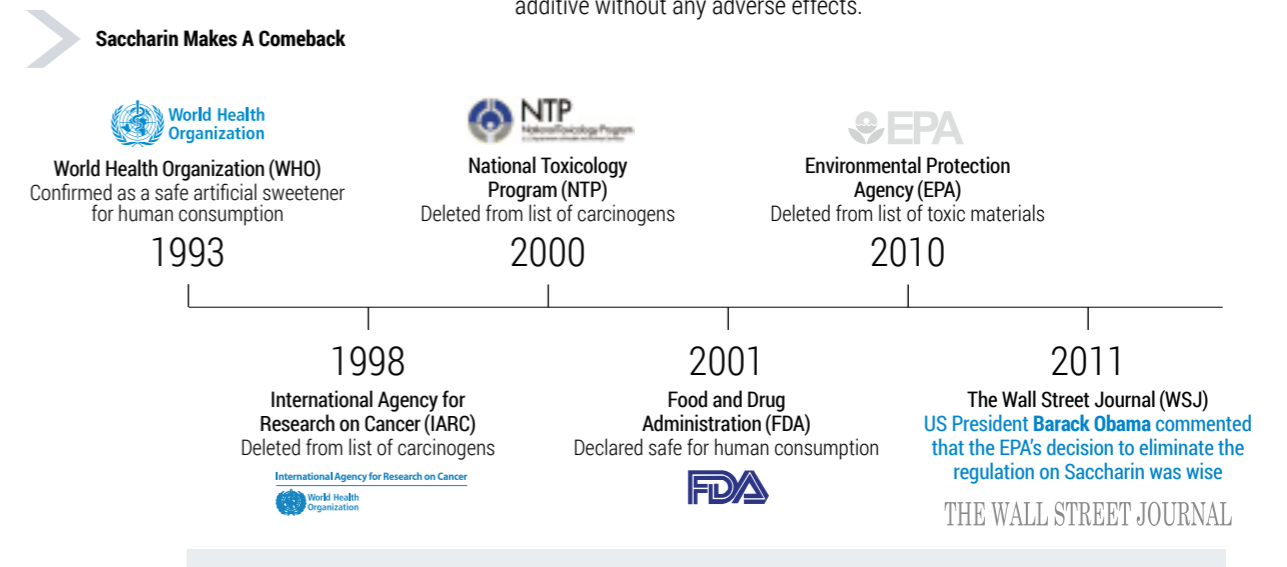 additive without any adverse effects.
Saccharin Makes A Comeback
World Health
Organization
World Health Organization (WHO)
Confirmed as a safe artificial sweetener
for human consumption
1993
NTP
National Toxicology Program
National Toxicology
Program (NTP)
Deleted from list of carcinogens
2000
EPA
Environmental Protection
Agency (EPA)
Deleted from list of toxic materials
2010
1998
International Agency for
Research on Cancer (IARC)
Deleted from list of carcinogens
International Agency for Research on Cancer
World Health
Organization
2001
Food and Drug
Administration (FDA)
Declared safe for human consumption
FDA
2011
The Wall Street Journal (WSJ)
US President Barack Obama commented
that the EPA's decision to eliminate the
regulation on Saccharin was wise
THE WALL STREET JOURNAL